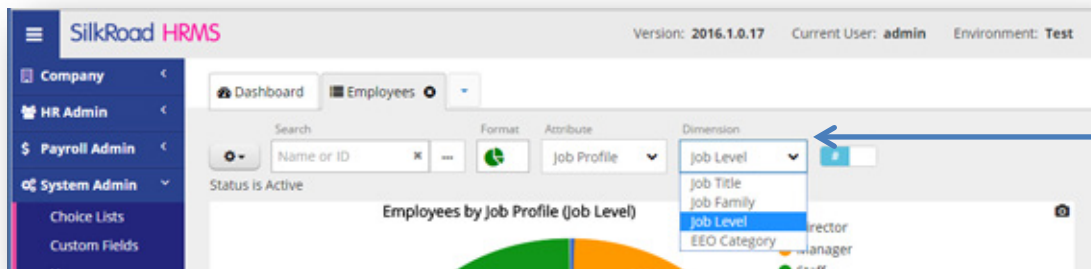 SilkRoad HRMS
Version: 2016.1.0.17 Current User: admin Environment: Test
Company
HR Admin
$ Payroll Admin
System Admin
Choice Lists
Custom Fields
Dashboard Employees
Search Format Attribute Dimension
Name or ID Job Profile Job Level #
Status is Active
Job Title
Job Family
Job Level
EEO Category
Employees by Job Profile (Job Level)
Manager